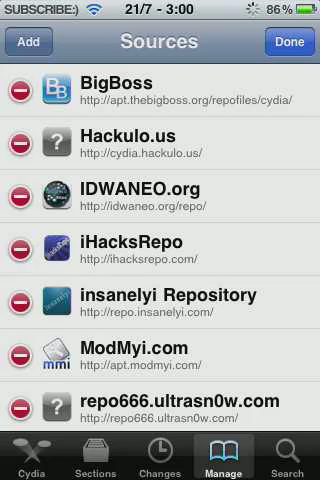 SUBSCRIBE:) 21/7 - 3:00 86%
Add Sources Done
BB BigBoss
http://apt.thebigboss.org/repofiles/cydia/
? Hackulo.us
http://cydia.hackulo.us/
IDWANEO.org
http://idwaneo.org/repo/
iHacksRepo
http://ihacksrepo.com/
insanelyi Repository
http://repo.insanelyi.com/
mmi ModMyi.com
http://apt.modmyi.com/
? repo666.ultrasn0w.com
http://repo666.ultrasn0w.com/
Cydia Sections Changes Manage Search